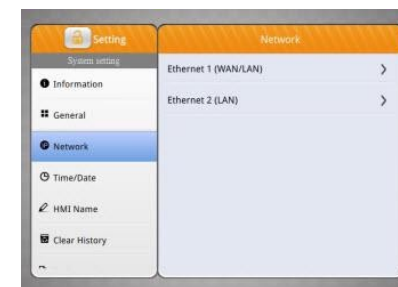 Setting
System setting
Information
General
Network
Time/Date
HMI Name
Clear History
Network
Ethernet 1 (WAN/LAN)
Ethernet 2 (LAN)